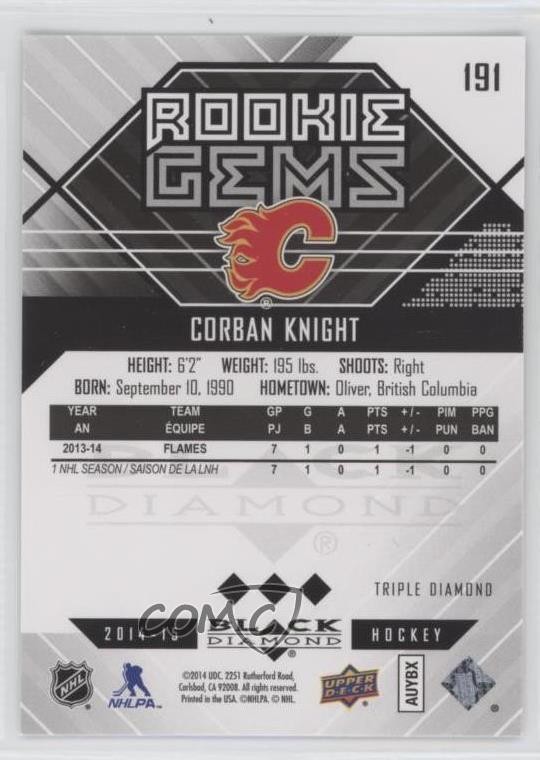 191
ROOKIE
GEMS
C
®
CORBAN KNIGHT
HEIGHT: 6'2" WEIGHT: 195 lbs. SHOOTS: Right
BORN: September 10, 1990 HOMETOWN: Oliver, British Columbia
YEAR TEAM GP G A PTS +/- PIM PPG
AN ÉQUIPE PJ B A PTS +/- PUN BAN
2013-14 FLAMES 7 1 0 1 -1 0 0
1 NHL SEASON / SAISON DE LA LNH 7 1 0 1 -1 0 0
BLACK
DIAMOND
®
TRIPLE DIAMOND
COMC
2014-15 BLACK DIAMOND ® HOCKEY
NHL
NHLPA
©2014 UDC. 2251 Rutherford Road,
Carlsbad, CA 92008. All rights reserved.
Printed in the USA. ©NHLPA. © NHL.
UPPER
DECK
AUYBX
®